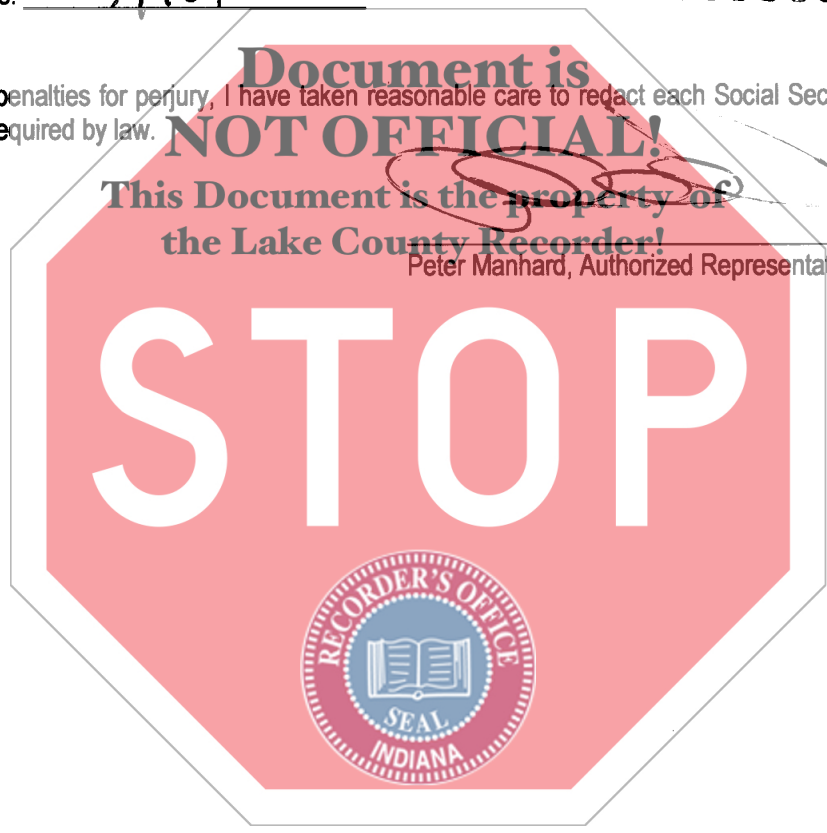 Document is
penalties for perjury, I have taken reasonable care to redact each Social Sec
equired by law.
NOT OFFICIAL!
This Document is the property of
the Lake County Recorder!
Peter Manhard, Authorized Representat
STOP
RECORDER'S OFFICE
SEAL
INDIANA